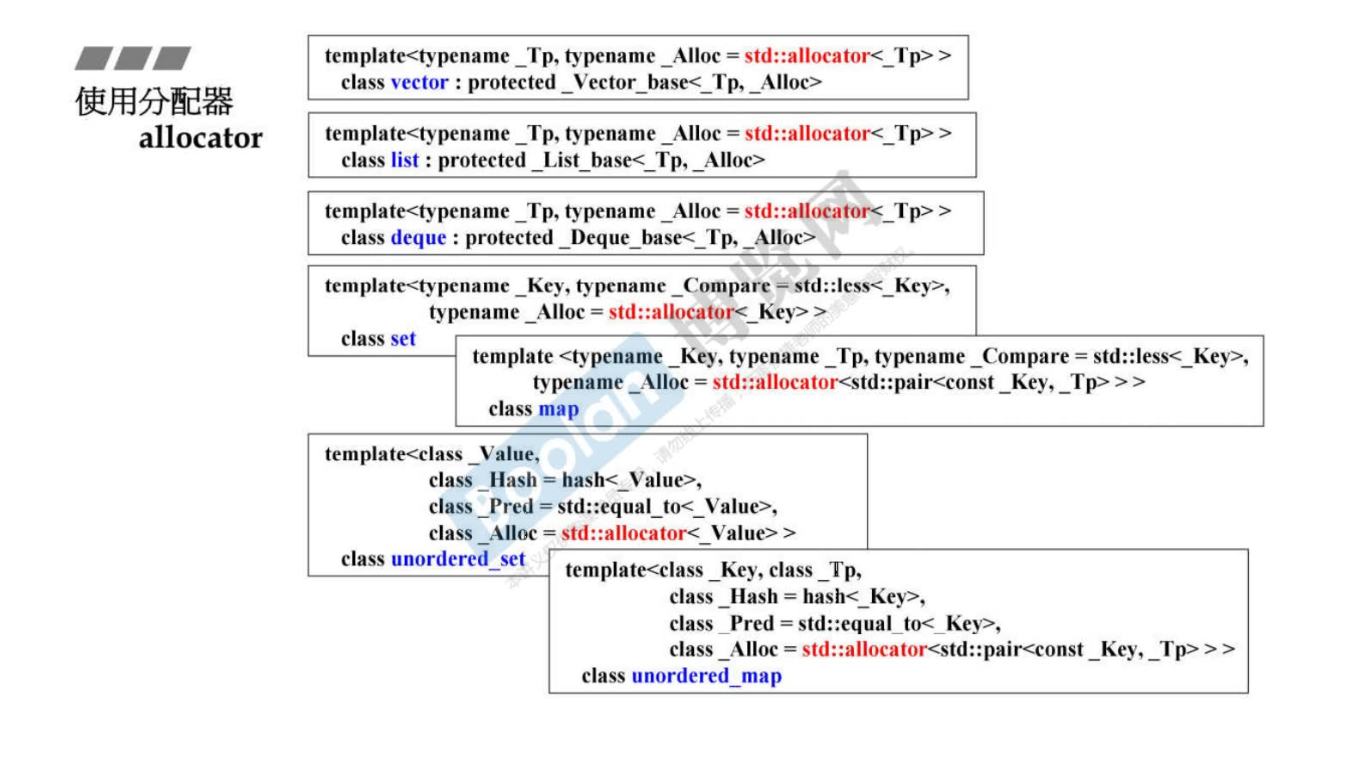 使用分配器
allocator
template<typename _Tp, typename _Alloc = std::allocator<_Tp> >
class vector : protected _Vector_base<_Tp, _Alloc>
template<typename _Tp, typename _Alloc = std::allocator<_Tp> >
class list : protected _List_base<_Tp, _Alloc>
template<typename _Tp, typename _Alloc = std::allocator<_Tp> >
class deque : protected _Deque_base<_Tp, _Alloc>
template<typename _Key, typename _Compare = std::less<_Key>,
typename _Alloc = std::allocator<_Key> >
class set
template <typename _Key, typename _Tp, typename _Compare = std::less<_Key>,
typename _Alloc = std::allocator<std::pair<const _Key, _Tp> > >
class map
template<class _Value,
class _Hash = hash<_Value>,
class _Pred = std::equal_to<_Value>,
class _Alloc = std::allocator<_Value> >
class unordered_set
template<class _Key, class _Tp,
class _Hash = hash<_Key>,
class _Pred = std::equal_to<_Key>,
class _Alloc = std::allocator<std::pair<const _Key, _Tp> > >
class unordered_map
Boolan 博览网